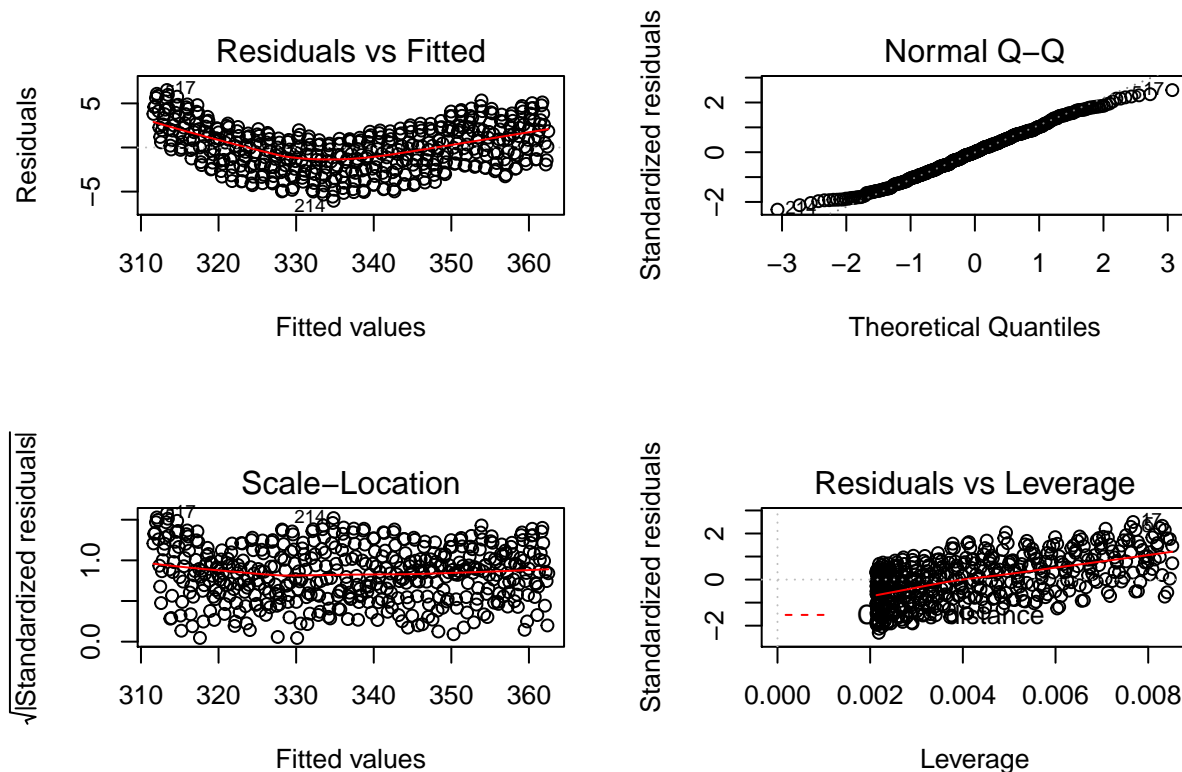 Residuals vs Fitted
Residuals
5
−5
17
214
310 320 330 340 350 360
Fitted values
Normal Q−Q
Standardized residuals
2
0
−2
17
214
−3 −2 −1 0 1 2 3
Theoretical Quantiles
Scale−Location
√|Standardized residuals|
1.0
0.0
17
214
310 320 330 340 350 360
Fitted values
Residuals vs Leverage
Standardized residuals
2
0
−2
17
distance
0.000 0.002 0.004 0.006 0.008
Leverage